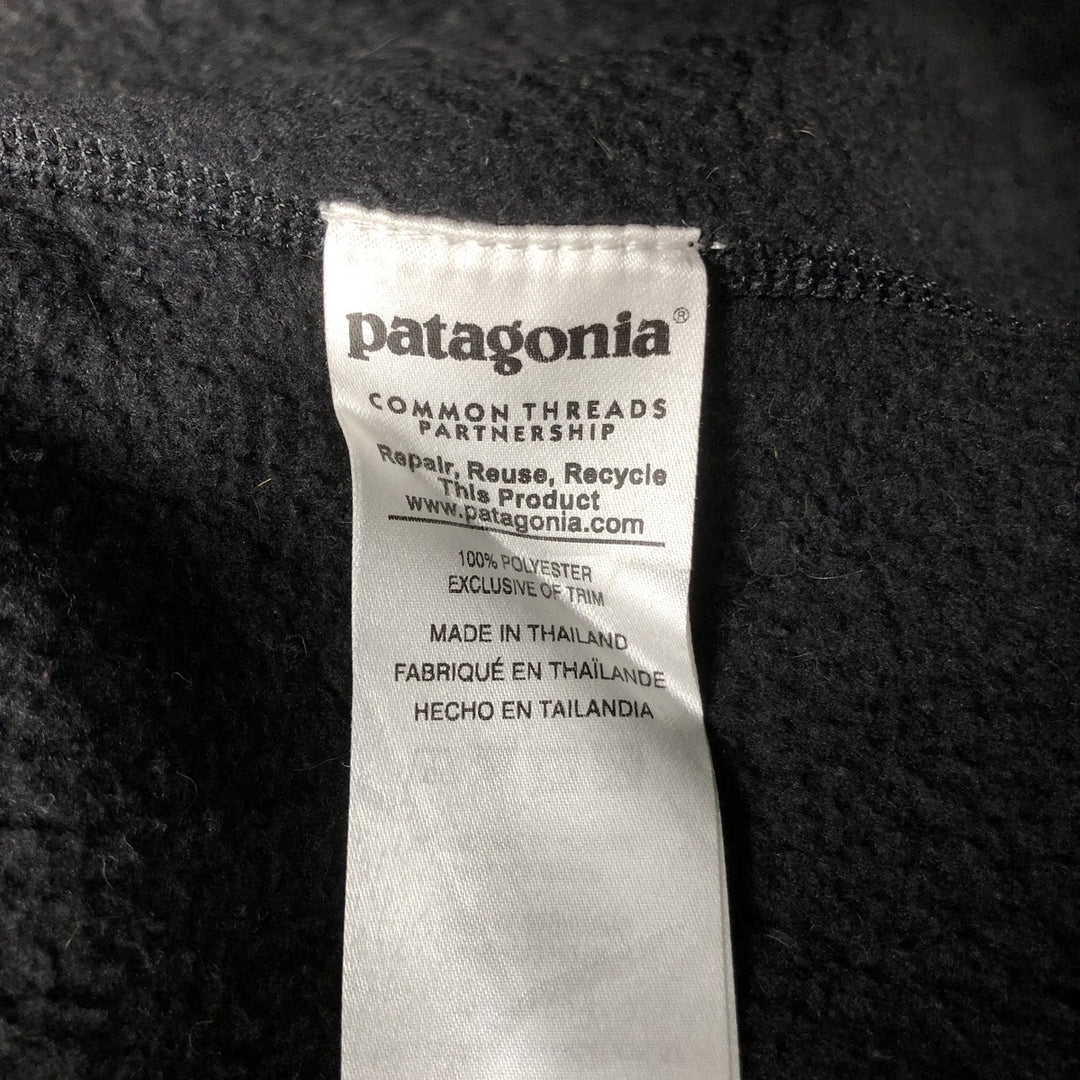 patagonia®
COMMON THREADS
PARTNERSHIP
Repair, Reuse, Recycle
This Product
www.patagonia.com
100% POLYESTER
EXCLUSIVE OF TRIM
MADE IN THAILAND
FABRIQUÉ EN THAÏLANDE
HECHO EN TAILANDIA